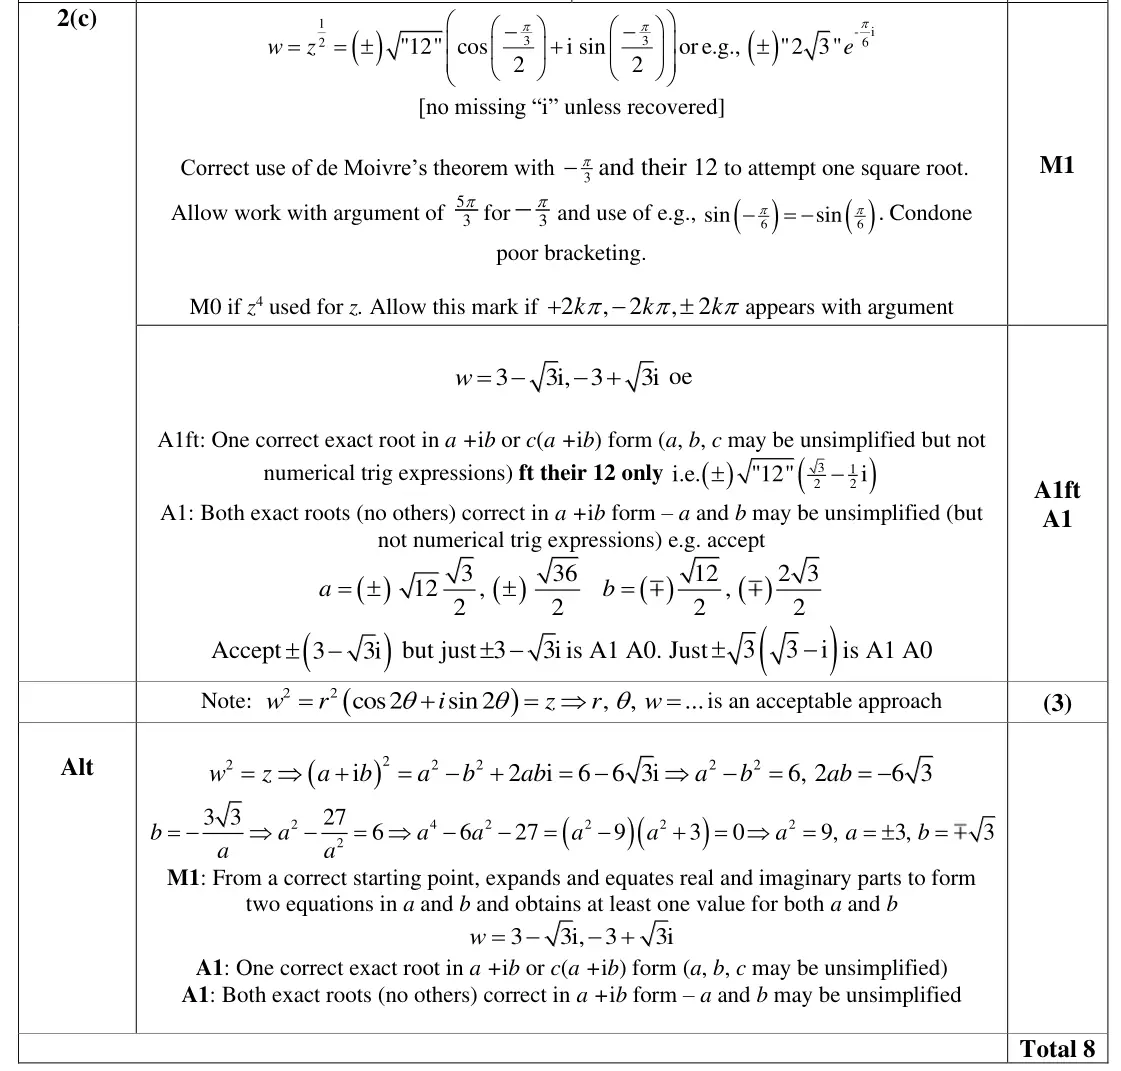 2(c)
w = z^{1/2} = (±)√"12" (cos((−π/3)/2) + i sin((−π/3)/2)) or e.g., (±)"2√3"e^{-π/6 i}
[no missing “i” unless recovered]
Correct use of de Moivre’s theorem with −π/3 and their 12 to attempt one square root.
Allow work with argument of 5π/3 for −π/3 and use of e.g., sin(−π/6) = −sin(π/6). Condone
poor bracketing.
M0 if z⁴ used for z. Allow this mark if +2kπ, −2kπ, ±2kπ appears with argument
M1
w = 3 − √3i, −3 + √3i oe
A1ft: One correct exact root in a +ib or c(a +ib) form (a, b, c may be unsimplified but not
numerical trig expressions) ft their 12 only i.e.(±)√"12"(√3/2 − 1/2 i)
A1: Both exact roots (no others) correct in a +ib form – a and b may be unsimplified (but
not numerical trig expressions) e.g. accept
a = (±) √12 √3/2, (±) √36/2 b = (∓) √12/2, (∓) 2√3/2
Accept ±(3 − √3i) but just ±3 − √3i is A1 A0. Just ± √3(√3 − i) is A1 A0
A1ft
A1
Note: w² = r²(cos 2θ + i sin 2θ) = z ⇒ r, θ, w = ... is an acceptable approach
(3)
Alt
w² = z ⇒ (a + ib)² = a² − b² + 2abi = 6 − 6√3i ⇒ a² − b² = 6, 2ab = −6√3
b = −3√3/a ⇒ a² − 27/a² = 6 ⇒ a⁴ − 6a² − 27 = (a² − 9)(a² + 3) = 0 ⇒ a² = 9, a = ±3, b = ∓√3
M1: From a correct starting point, expands and equates real and imaginary parts to form
two equations in a and b and obtains at least one value for both a and b
w = 3 − √3i, −3 + √3i
A1: One correct exact root in a +ib or c(a +ib) form (a, b, c may be unsimplified)
A1: Both exact roots (no others) correct in a +ib form – a and b may be unsimplified
Total 8